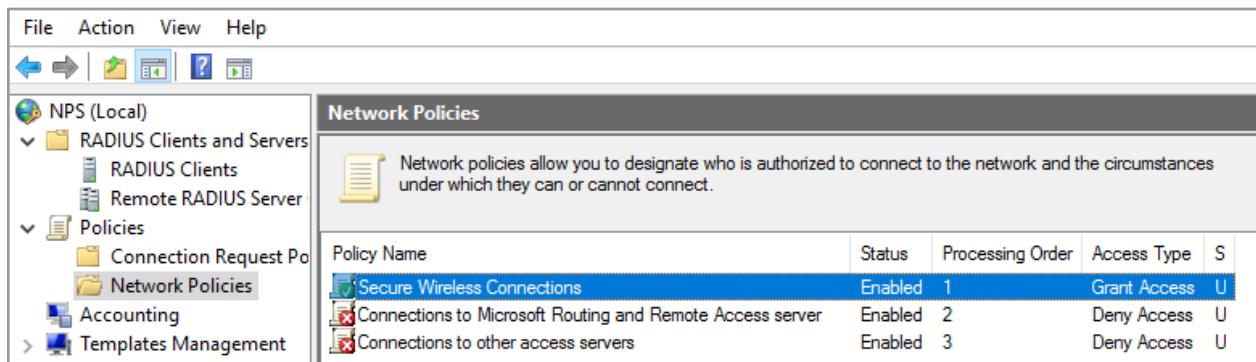 File Action View Help
NPS (Local)
RADIUS Clients and Servers
RADIUS Clients
Remote RADIUS Server
Policies
Connection Request Po
Network Policies
Accounting
Templates Management
Network Policies
Network policies allow you to designate who is authorized to connect to the network and the circumstances
under which they can or cannot connect.
Policy Name Status Processing Order Access Type S
Secure Wireless Connections Enabled 1 Grant Access U
Connections to Microsoft Routing and Remote Access server Enabled 2 Deny Access U
Connections to other access servers Enabled 3 Deny Access U